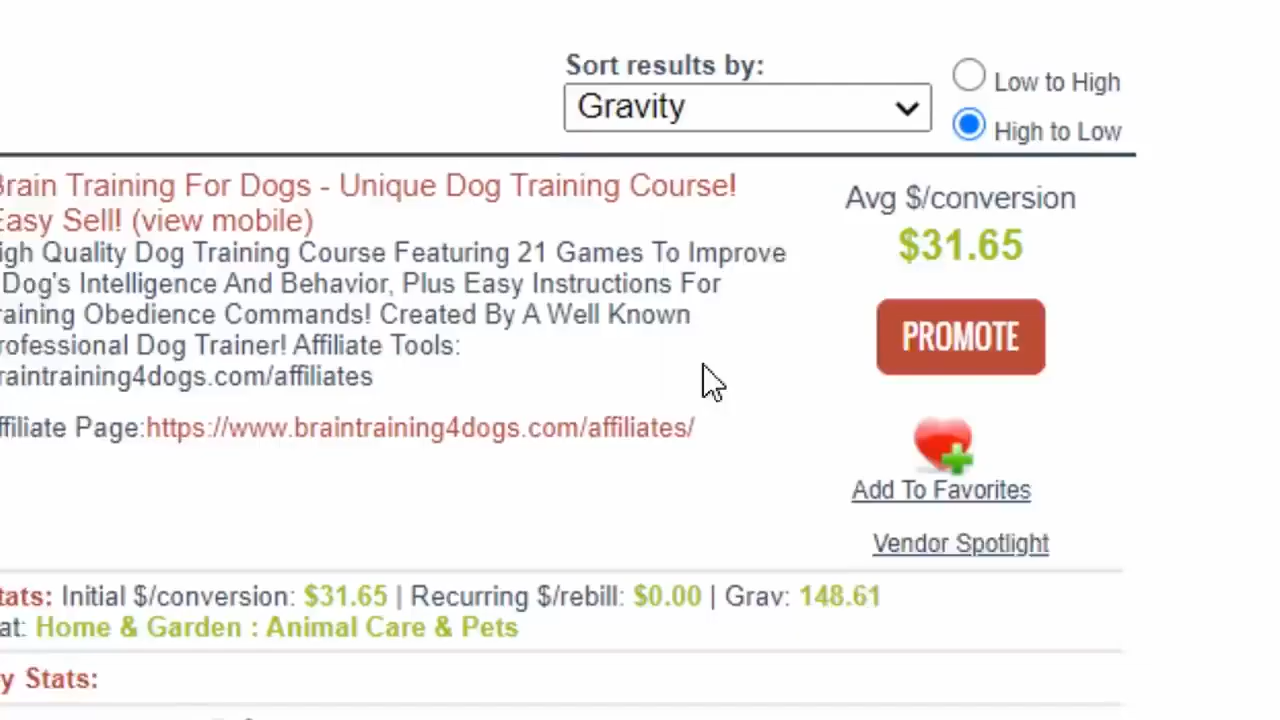 Sort results by:
Gravity
Low to High
High to Low
Brain Training For Dogs - Unique Dog Training Course!
Easy Sell! (view mobile)
igh Quality Dog Training Course Featuring 21 Games To Improve
Dog's Intelligence And Behavior, Plus Easy Instructions For
raining Obedience Commands! Created By A Well Known
rofessional Dog Trainer! Affiliate Tools:
raintraining4dogs.com/affiliates
ffiliate Page:https://www.braintraining4dogs.com/affiliates/
Avg $/conversion
$31.65
PROMOTE
Add To Favorites
Vendor Spotlight
tats: Initial $/conversion: $31.65 | Recurring $/rebill: $0.00 | Grav: 148.61
at: Home & Garden : Animal Care & Pets
y Stats: